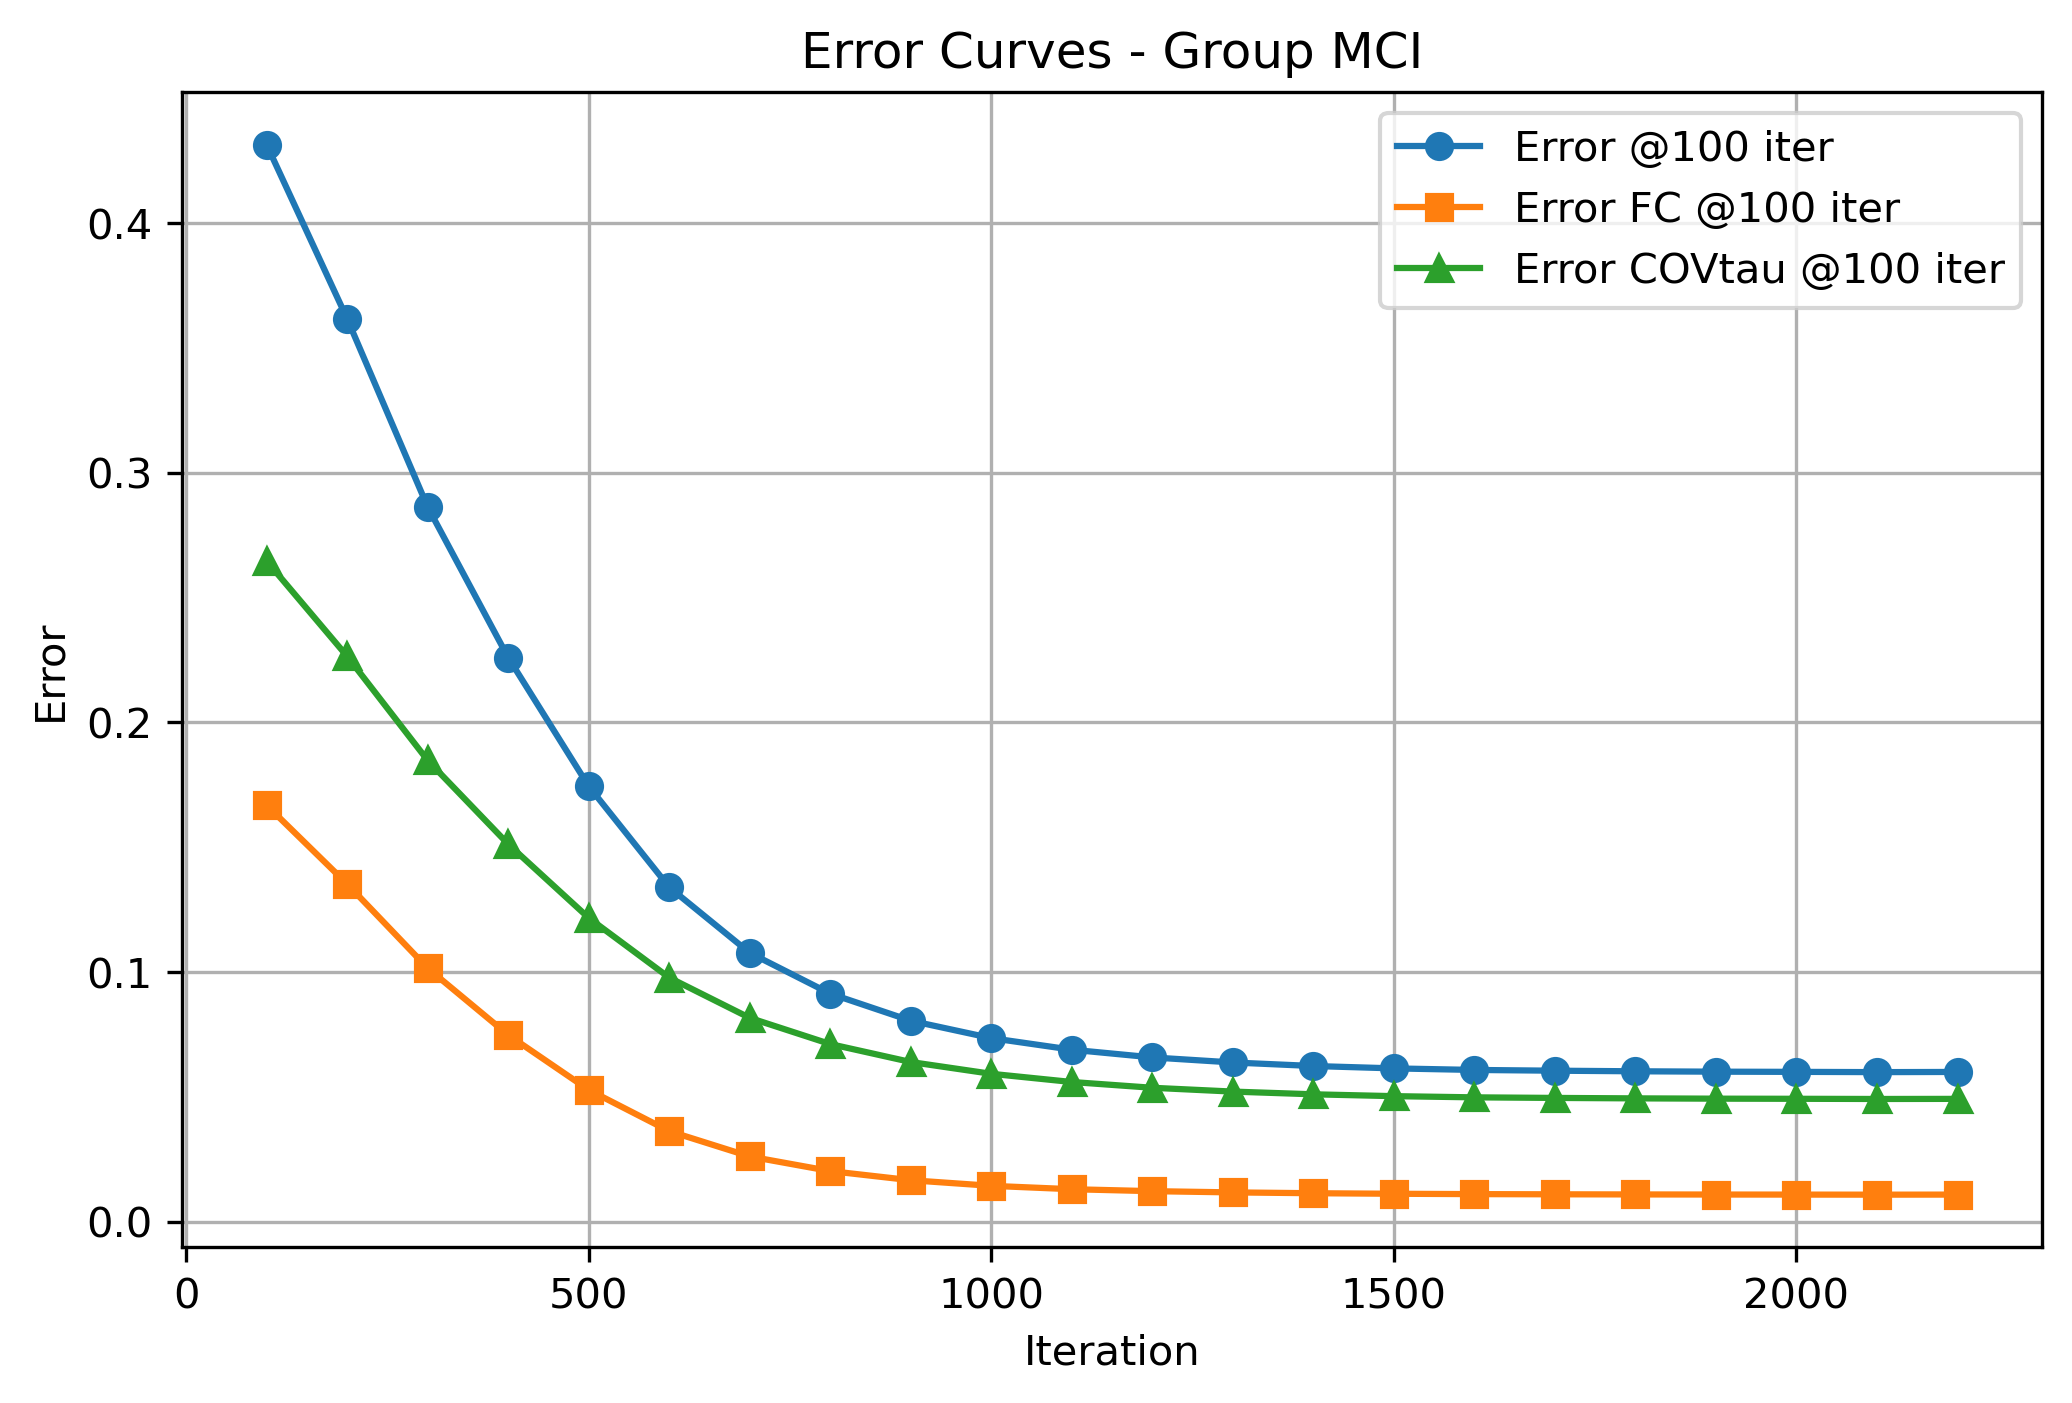 Error Curves - Group MCI
Error @100 iter
Error FC @100 iter
Error COVtau @100 iter
Error
0.4
0.3
0.2
0.1
0.0
0 500 1000 1500 2000
Iteration